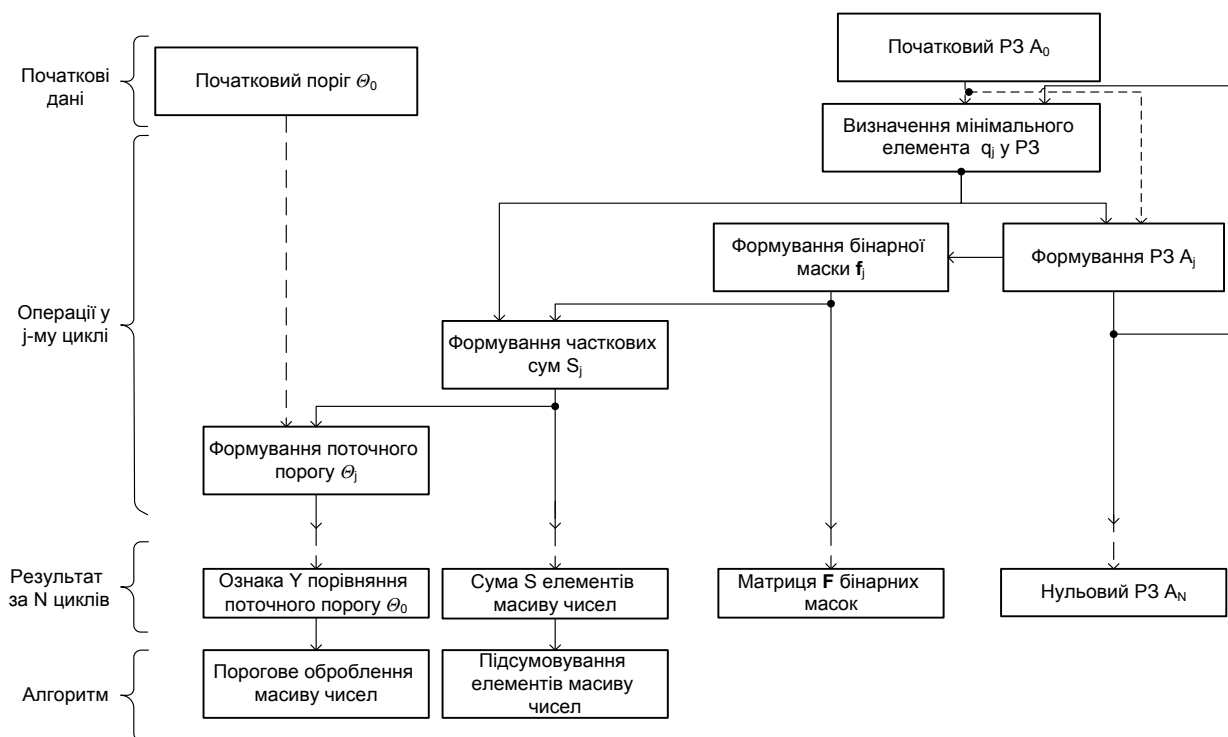 Початкові
дані
Початковий поріг Θ0
Початковий РЗ A0
Визначення мінімального
елемента qj у РЗ
Операції у
j-му циклі
Формування бінарної
маски fj
Формування РЗ Aj
Формування часткових
сум Sj
Формування поточного
порогу Θj
Результат
за N циклів
Ознака Y порівняння
поточного порогу Θ0
Сума S елементів
масиву чисел
Матриця F бінарних
масок
Нульовий РЗ AN
Алгоритм
Порогове оброблення
масиву чисел
Підсумовування
елементів масиву
чисел